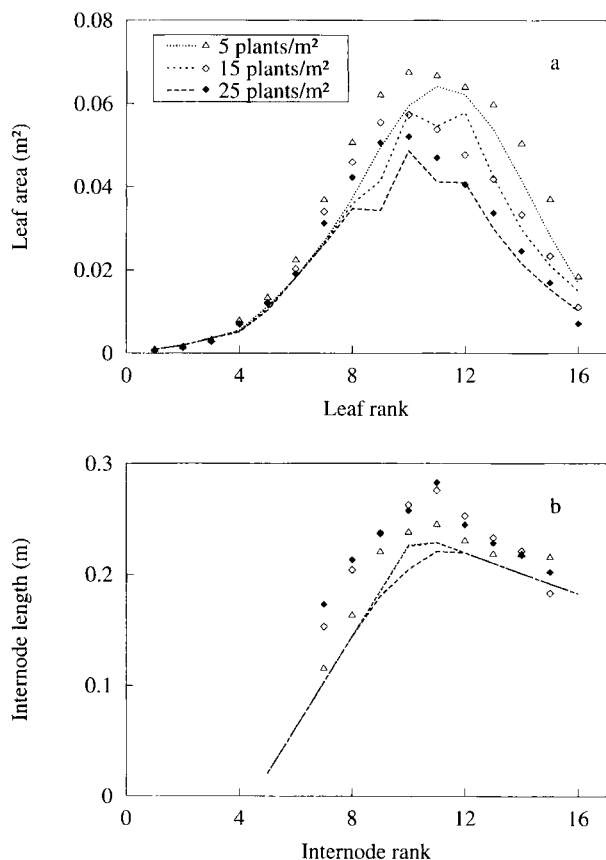 0.08
0.06
0.04
0.02
0
Leaf area (m²)
5 plants/m²
15 plants/m²
25 plants/m²
a
0 4 8 12 16
Leaf rank
0.3
0.2
0.1
0
Internode length (m)
b
0 4 8 12 16
Internode rank